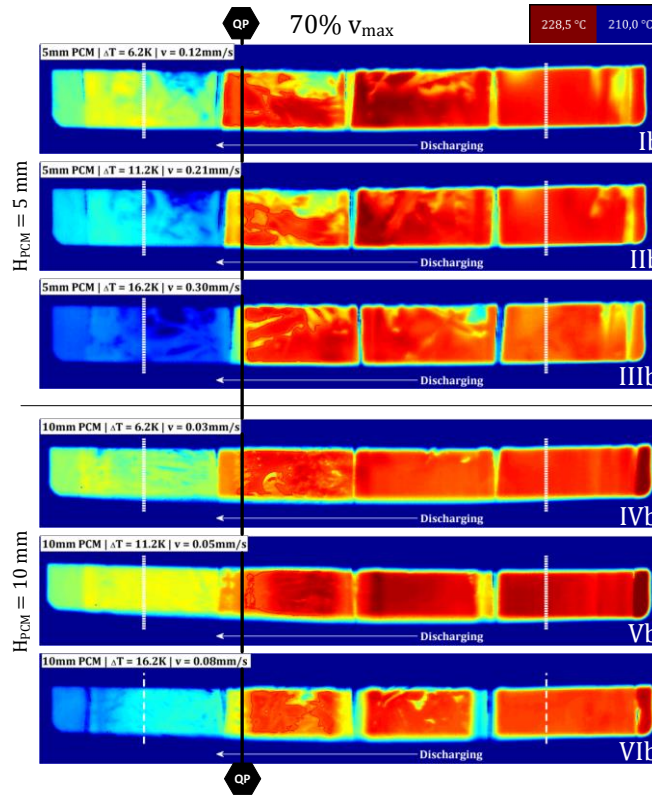 QP
70% vmax
228,5 °C 210,0 °C
HPCM = 5 mm
5mm PCM | ΔT = 6.2K | v = 0.12mm/s
Discharging
Ib
5mm PCM | ΔT = 11.2K | v = 0.21mm/s
Discharging
IIb
5mm PCM | ΔT = 16.2K | v = 0.30mm/s
Discharging
IIIb
HPCM = 10 mm
10mm PCM | ΔT = 6.2K | v = 0.03mm/s
Discharging
IVb
10mm PCM | ΔT = 11.2K | v = 0.05mm/s
Discharging
Vb
10mm PCM | ΔT = 16.2K | v = 0.08mm/s
Discharging
VIb
QP